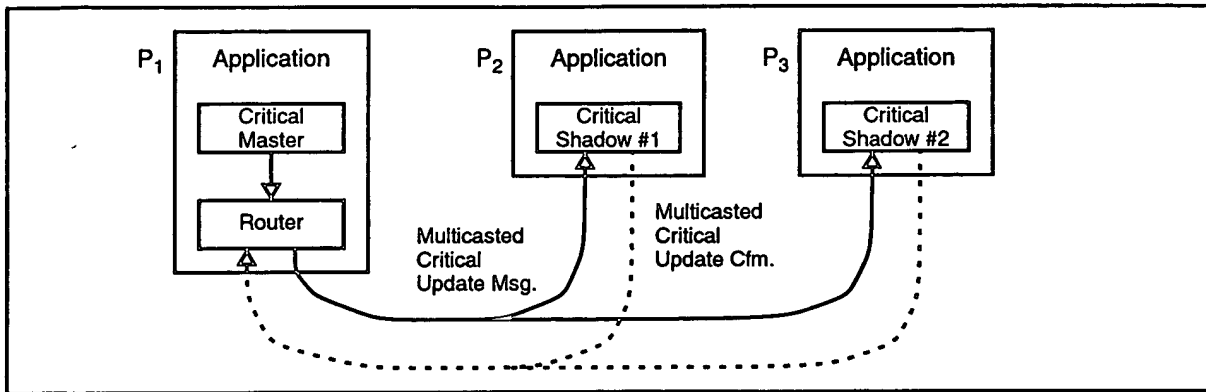 P1
Application
Critical
Master
Router
P2
Application
Critical
Shadow #1
P3
Application
Critical
Shadow #2
Multicasted
Critical
Update Msg.
Multicasted
Critical
Update Cfm.